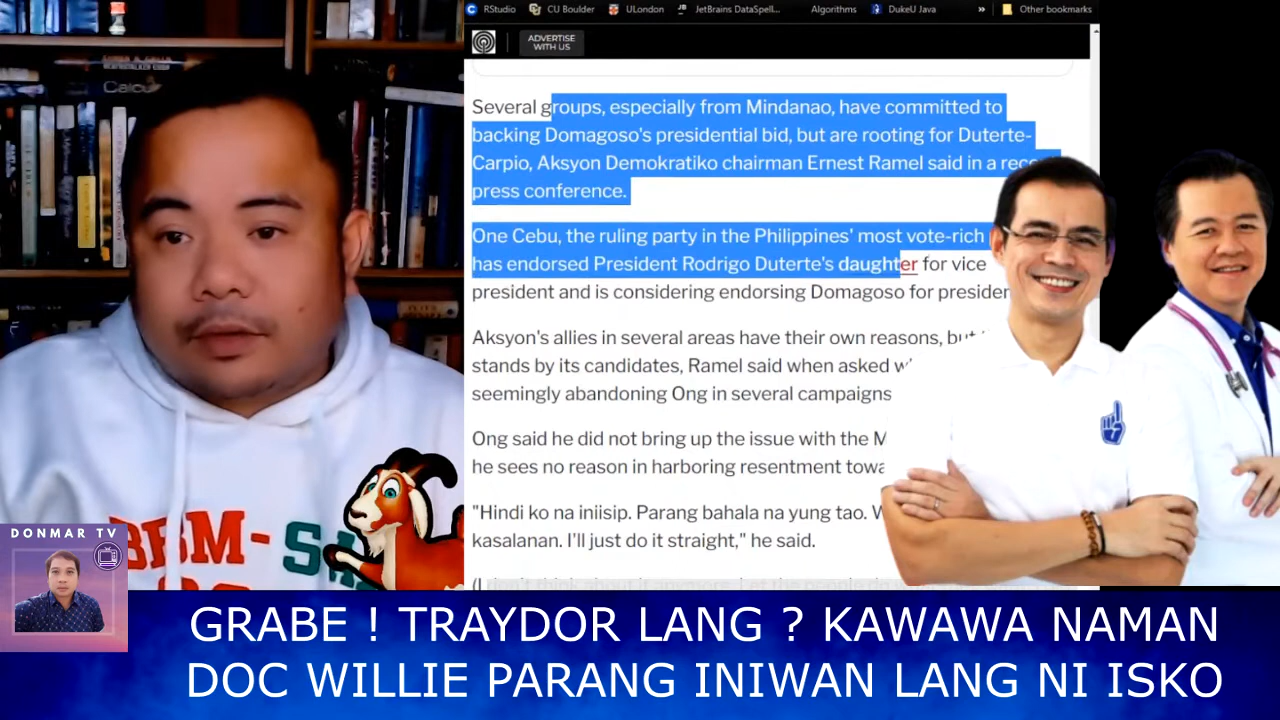 RStudio CU Boulder ULondon JetBrains DataSpell... Algorithms DukeU Java » Other bookmarks
ADVERTISE
WITH US
Several groups, especially from Mindanao, have committed to
backing Domagoso's presidential bid, but are rooting for Duterte-
Carpio, Aksyon Demokratiko chairman Ernest Ramel said in a
press conference.
One Cebu, the ruling party in the Philippines' most vote-rich
has endorsed President Rodrigo Duterte's daughter for vice
president and is considering endorsing Domagoso for
Aksyon's allies in several areas have their own reasons,
stands by its candidates, Ramel said when asked
seemingly abandoning Ong in several campaigns
Ong said he did not bring up the issue with the
he sees no reason in harboring resentment
"Hindi ko na iniisip. Parang bahala na yung tao.
kasalanan. I'll just do it straight," he said.
BBM-
DONMAR TV
GRABE ! TRAYDOR LANG ? KAWAWA NAMAN
DOC WILLIE PARANG INIWAN LANG NI ISKO